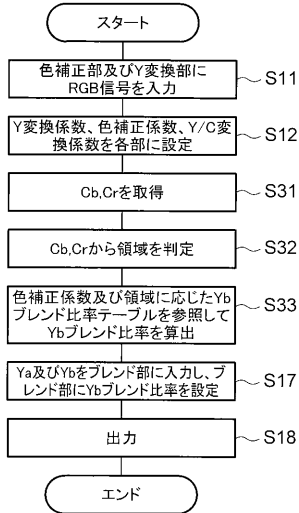 スタート
色補正部及びY変換部に
RGB信号を入力
S11
Y変換係数、色補正係数、Y/C変
換係数を各部に設定
S12
Cb,Crを取得
S31
Cb,Crから領域を判定
S32
色補正係数及び領域に応じたYb
ブレンド比率テーブルを参照して
Ybブレンド比率を算出
S33
Ya及びYbをブレンド部に入力し、ブ
レンド部にYbブレンド比率を設定
S17
出力
S18
エンド